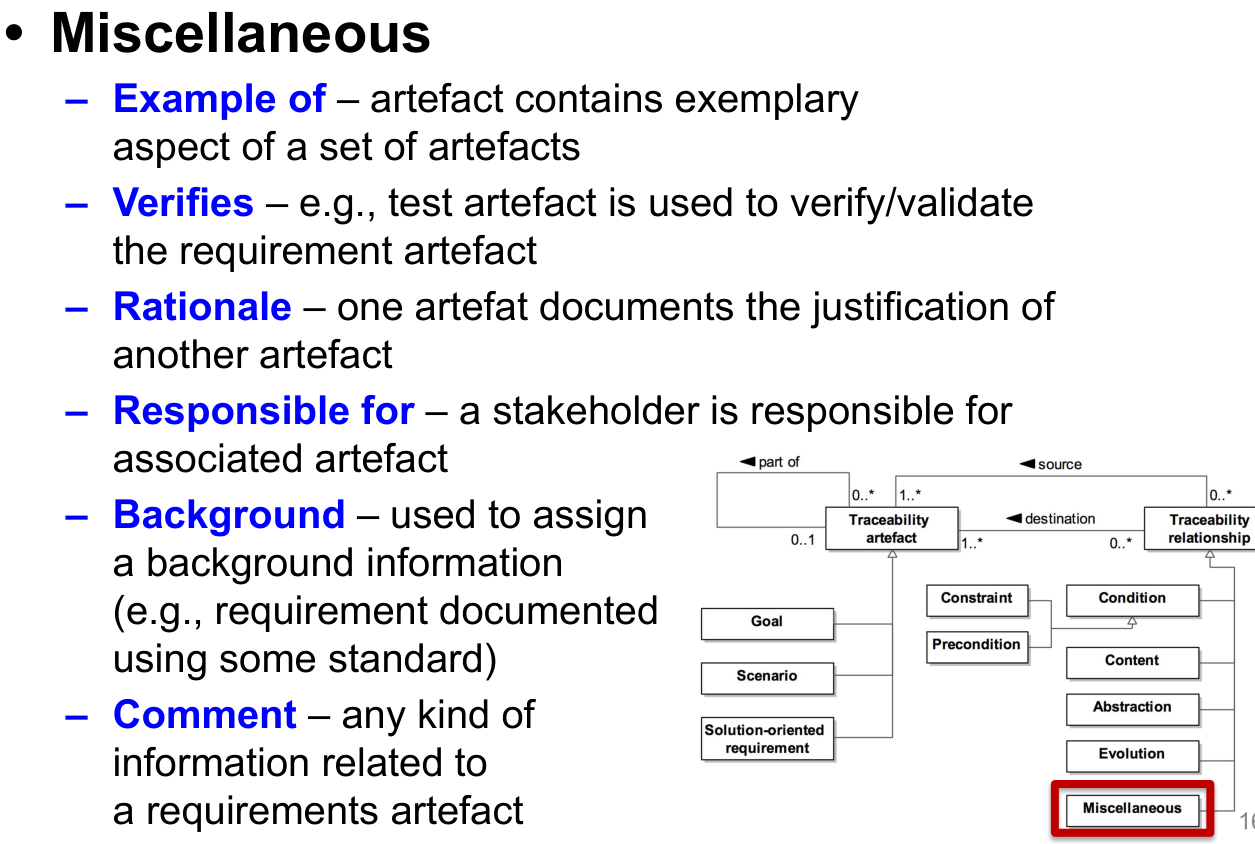 • Miscellaneous
– Example of – artefact contains exemplary
aspect of a set of artefacts
– Verifies – e.g., test artefact is used to verify/validate
the requirement artefact
– Rationale – one artefat documents the justification of
another artefact
– Responsible for – a stakeholder is responsible for
associated artefact
– Background – used to assign
a background information
(e.g., requirement documented
using some standard)
– Comment – any kind of
information related to
a requirements artefact
◄ part of
◄ source
0..*
1..*
0..*
Traceability
artefact
◄ destination
Traceability
relationship
0..1
1..*
0..*
Constraint
Condition
Goal
Precondition
Content
Scenario
Abstraction
Solution-oriented
requirement
Evolution
Miscellaneous